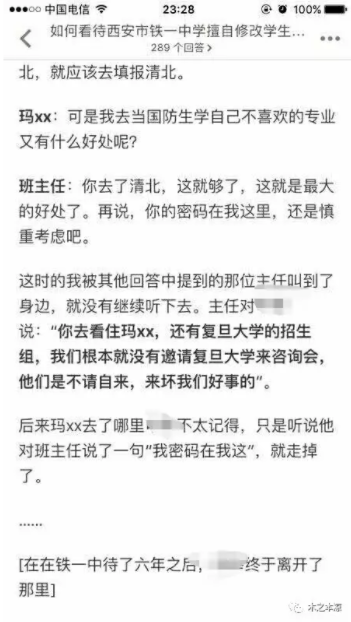 中国电信 23:28 100%
如何看待西安市铁一中学擅自修改学生...
289 个回答
北，就应该去填报清北。
玛xx：可是我去当国防生学自己不喜欢的专业
又有什么好处呢？
班主任：你去了清北，这就够了，这就是最大
的好处了。再说，你的密码在我这里，还是慎
重考虑吧。
这时的我被其他回答中提到的那位主任叫到了
身边，就没有继续听下去。主任对
说：“你去看住玛xx，还有复旦大学的招生
组，我们根本就没有邀请复旦大学来咨询会，
他们是不请自来，来坏我们好事的”。
后来玛xx去了哪里 不太记得，只是听说他
对班主任说了一句”我密码在我这”，就走掉
了。
......
[在在铁一中待了六年之后， 终于离开了
那里]
木之本源